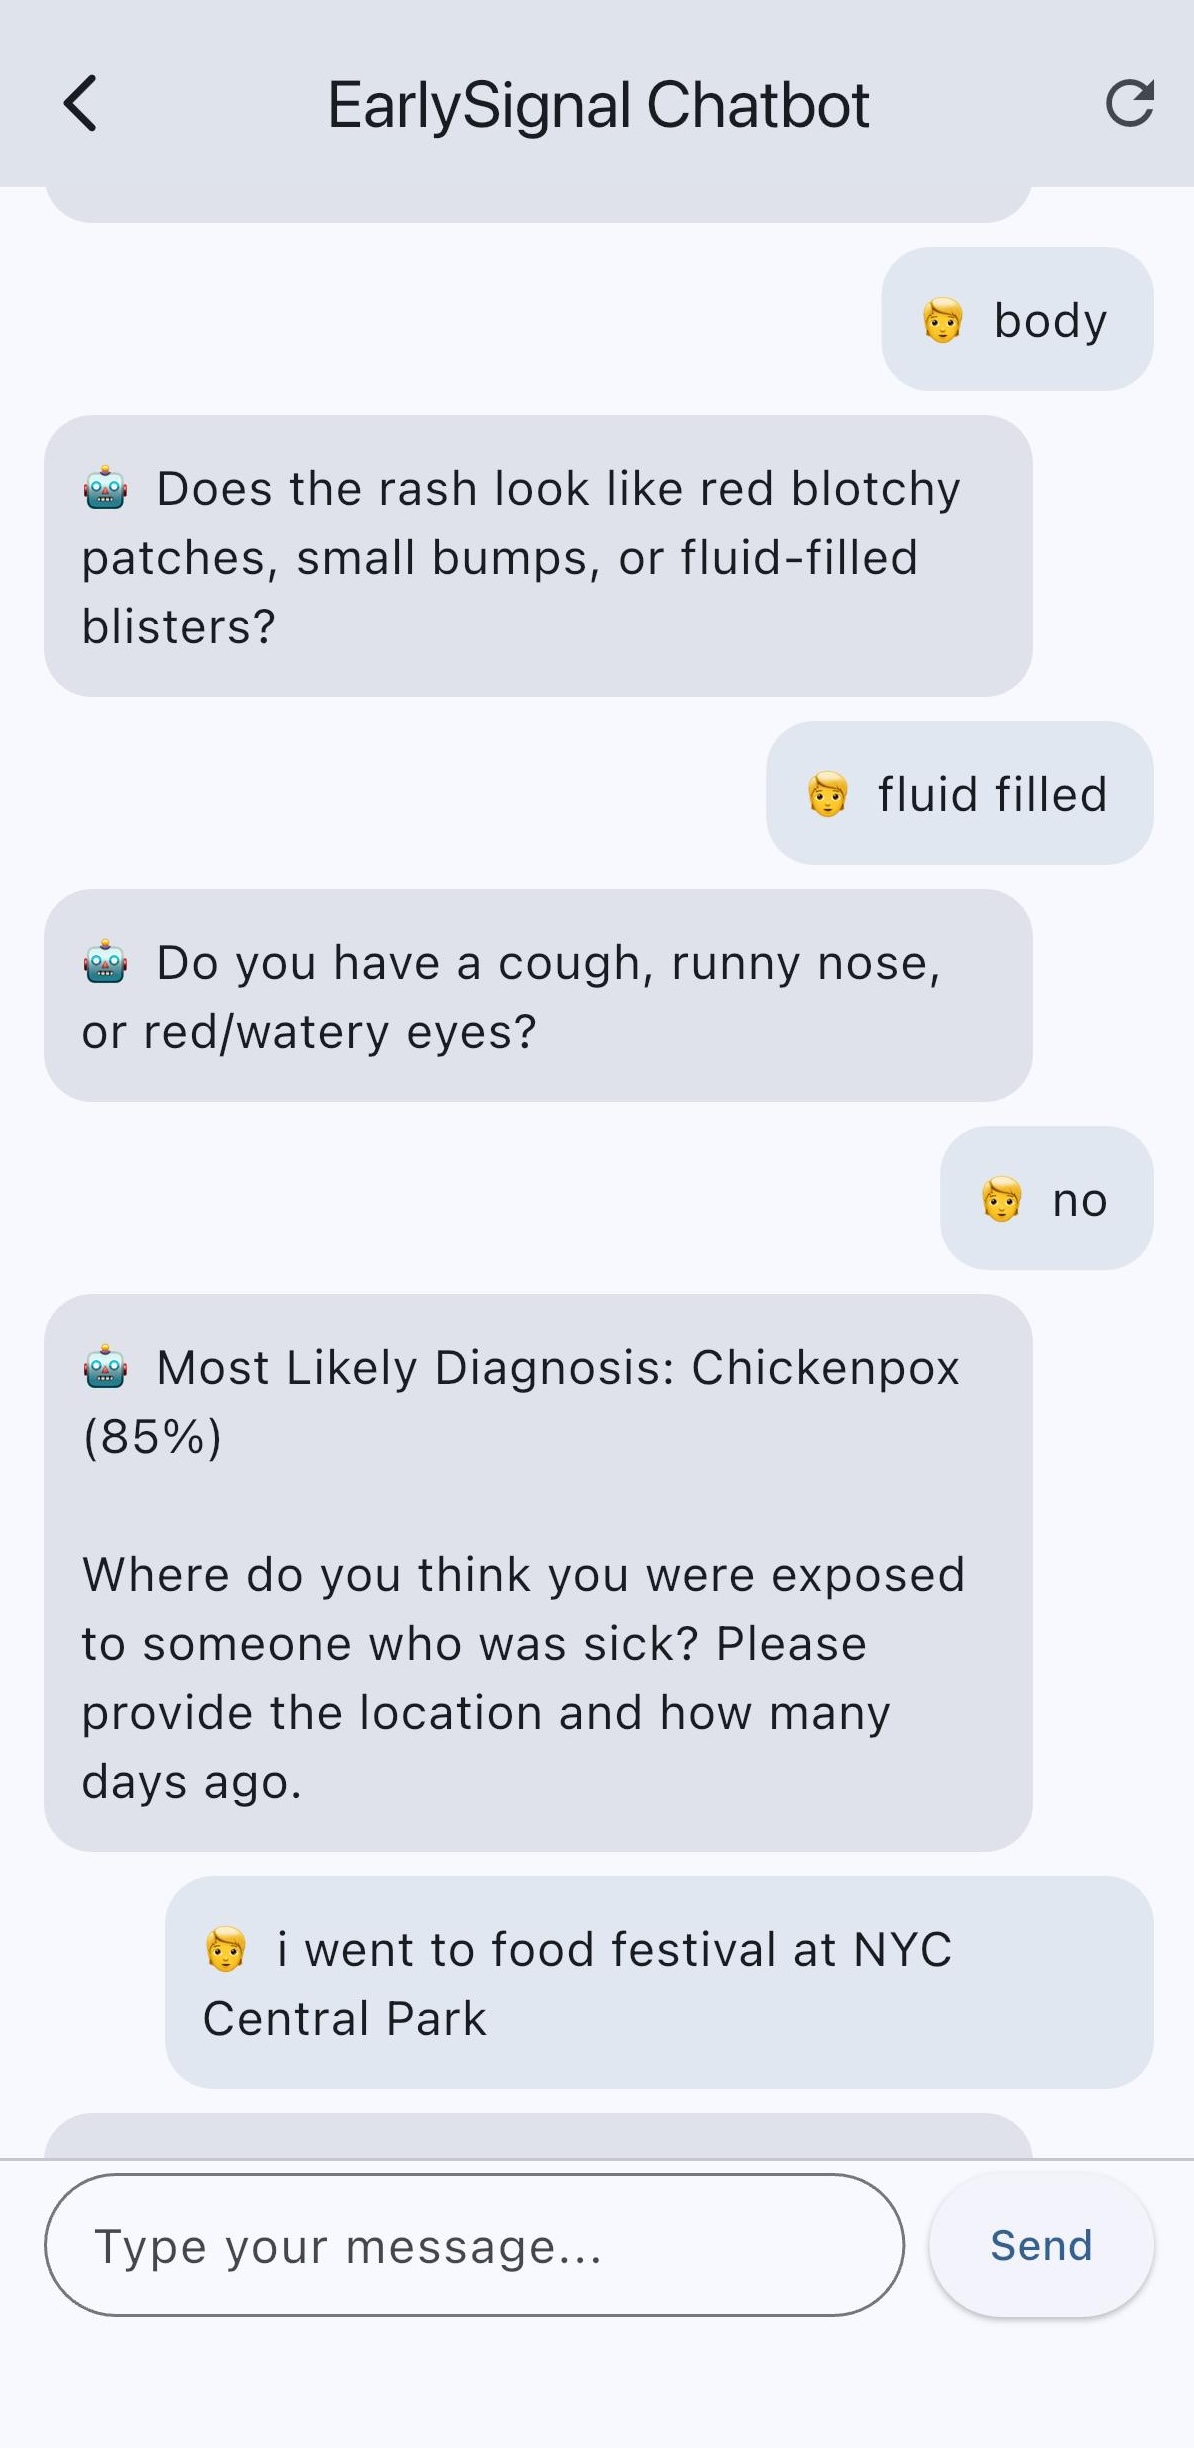 EarlySignal Chatbot
body
Does the rash look like red blotchy
patches, small bumps, or fluid-filled
blisters?
fluid filled
Do you have a cough, runny nose,
or red/watery eyes?
no
Most Likely Diagnosis: Chickenpox
(85%)
Where do you think you were exposed
to someone who was sick? Please
provide the location and how many
days ago.
i went to food festival at NYC
Central Park
Type your message...
Send